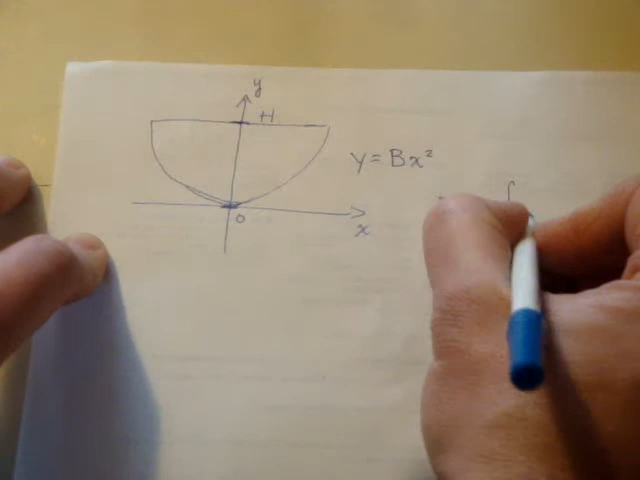 y
H
y = Bx²
0
x
∫